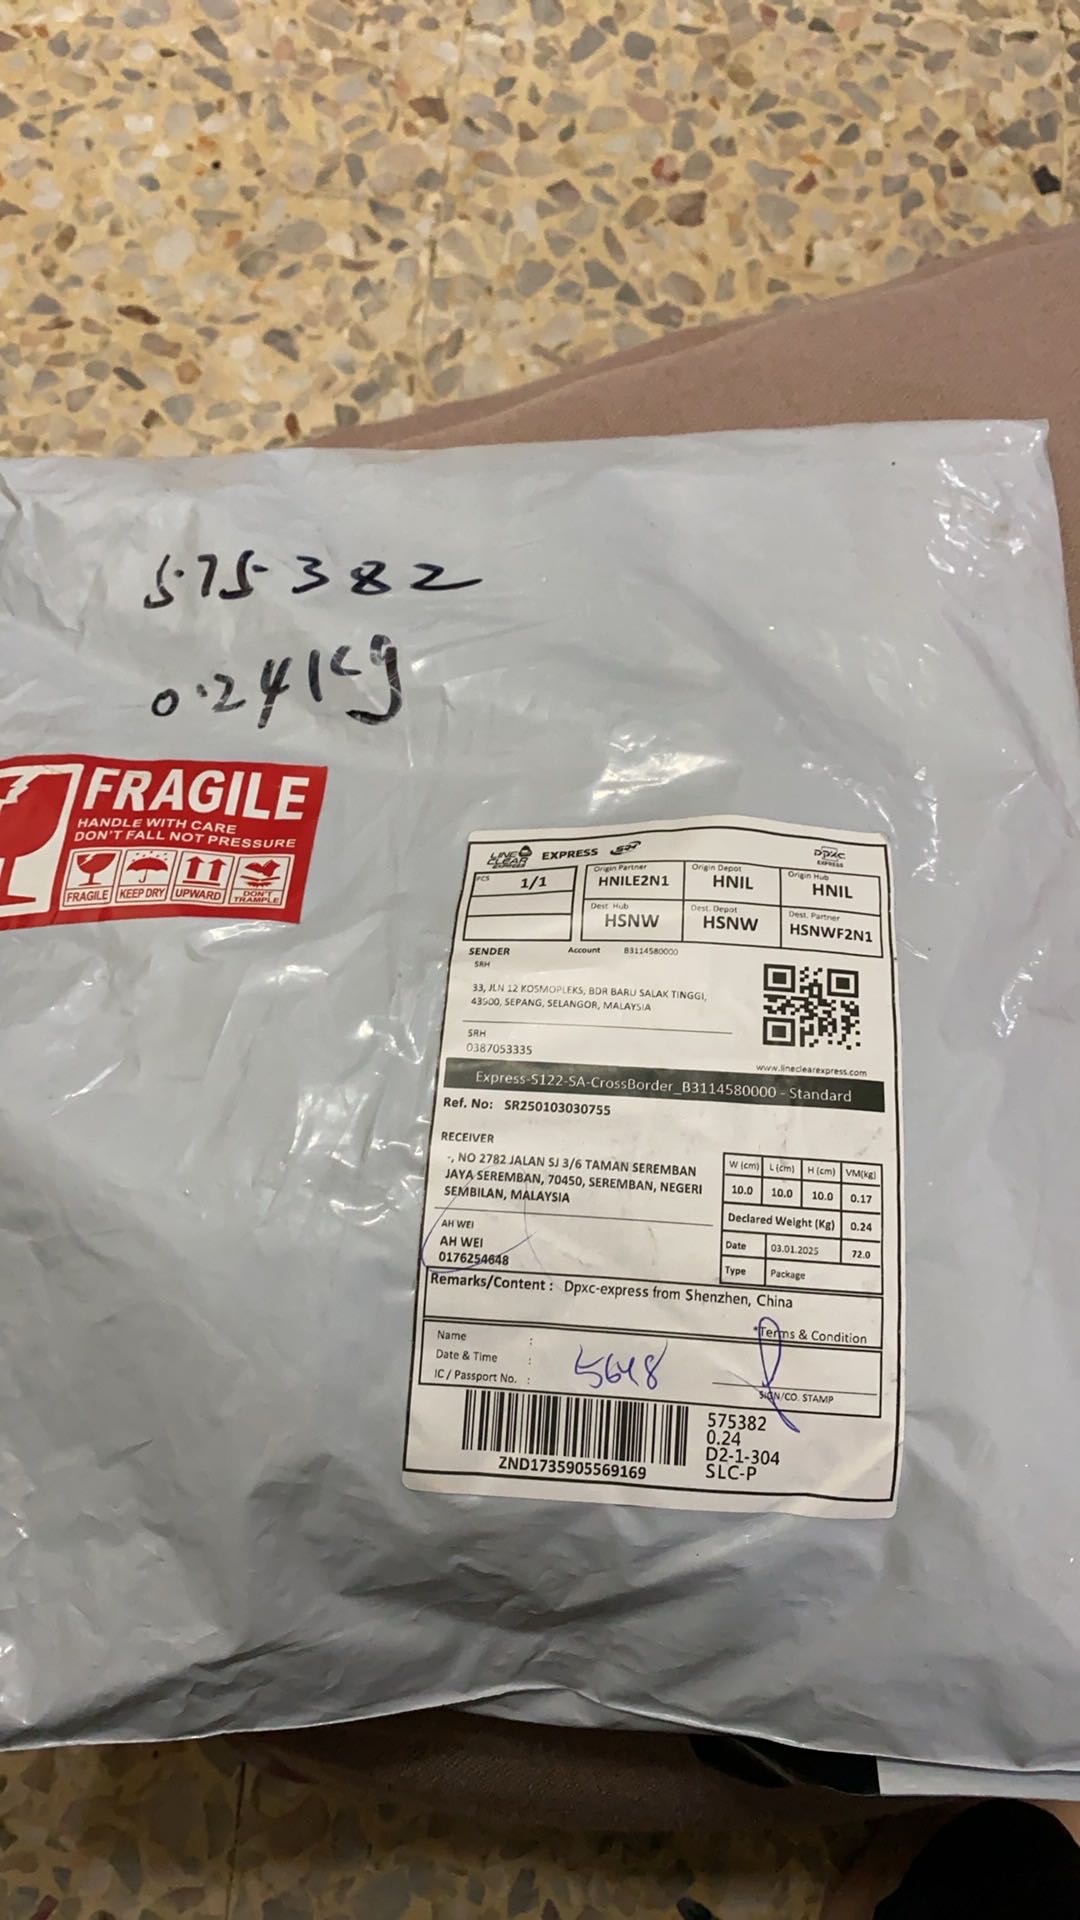 575382
0.24 kg
FRAGILE
HANDLE WITH CARE
DON'T FALL NOT PRESSURE
FRAGILE
KEEP DRY
UPWARD
DON'T TRAMPLE
LINE CLEAR EXPRESS
EXPRESS
DPXC EXPRESS
PCS 1/1
Origin Partner
HNILE2N1
Origin Depot
HNIL
Origin Hub
HNIL
Dest. Hub
HSNW
Dest. Depot
HSNW
Dest. Partner
HSNWF2N1
SENDER Account B3114580000
SRH
33, JLN 12 KOSMOPLEKS, BDR BARU SALAK TINGGI,
43900, SEPANG, SELANGOR, MALAYSIA
SRH
0387053335
www.lineclearexpress.com
Express-S122-SA-CrossBorder_B3114580000 - Standard
Ref. No: SR250103030755
RECEIVER
-, NO 2782 JALAN SJ 3/6 TAMAN SEREMBAN
JAYA SEREMBAN, 70450, SEREMBAN, NEGERI
SEMBILAN, MALAYSIA
AH WEI
AH WEI
0176254648
W (cm) L (cm) H (cm) VM(kg)
10.0 10.0 10.0 0.17
Declared Weight (Kg) 0.24
Date 03.01.2025 72.0
Type Package
Remarks/Content : Dpxc-express from Shenzhen, China
*Terms & Condition
Name :
Date & Time :
IC / Passport No. :
5648
SIGN/CO. STAMP
ZND1735905569169
575382
0.24
D2-1-304
SLC-P